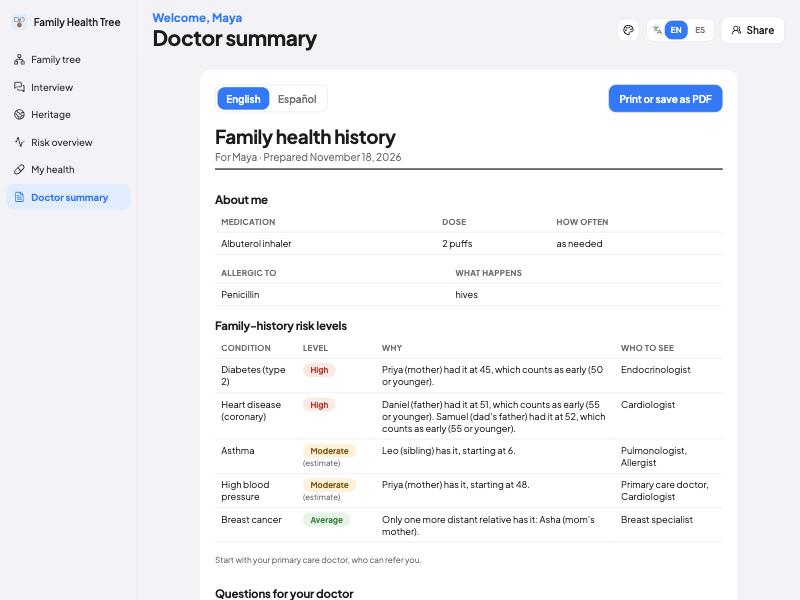 Family Health Tree
Family tree
Interview
Heritage
Risk overview
My health
Doctor summary
Welcome, Maya
Doctor summary
EN ES
Share
English Español
Print or save as PDF
Family health history
For Maya · Prepared November 18, 2026
About me
MEDICATION DOSE HOW OFTEN
Albuterol inhaler 2 puffs as needed
ALLERGIC TO WHAT HAPPENS
Penicillin hives
Family-history risk levels
CONDITION LEVEL WHY WHO TO SEE
Diabetes (type High Priya (mother) had it at 45, which counts as early (50 Endocrinologist
2) or younger).
Heart disease High Daniel (father) had it at 51, which counts as early (55 Cardiologist
(coronary) or younger). Samuel (dad's father) had it at 52, which
counts as early (55 or younger).
Asthma Moderate Leo (sibling) has it, starting at 6. Pulmonologist,
(estimate) Allergist
High blood Moderate Priya (mother) has it, starting at 48. Primary care doctor,
pressure (estimate) Cardiologist
Breast cancer Average Only one more distant relative has it: Asha (mom's Breast specialist
mother).
Start with your primary care doctor, who can refer you.
Questions for your doctor